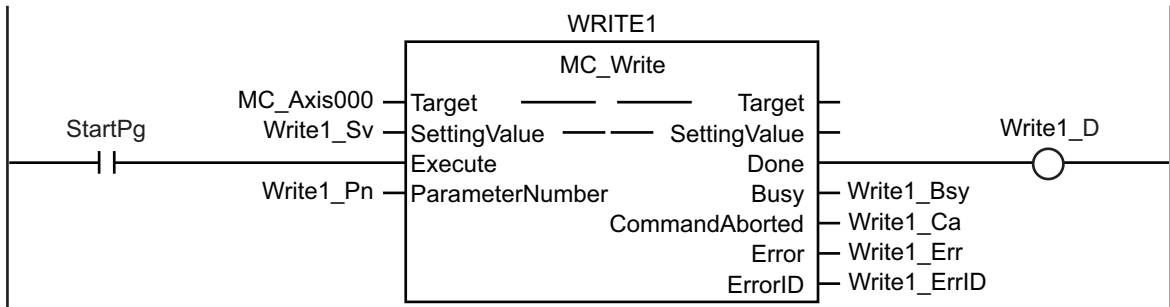 WRITE1
MC_Write
MC_Axis000 Target Target
StartPg Write1_Sv SettingValue SettingValue Write1_D
Execute Done
Write1_Pn ParameterNumber Busy Write1_Bsy
CommandAborted Write1_Ca
Error Write1_Err
ErrorID Write1_ErrID